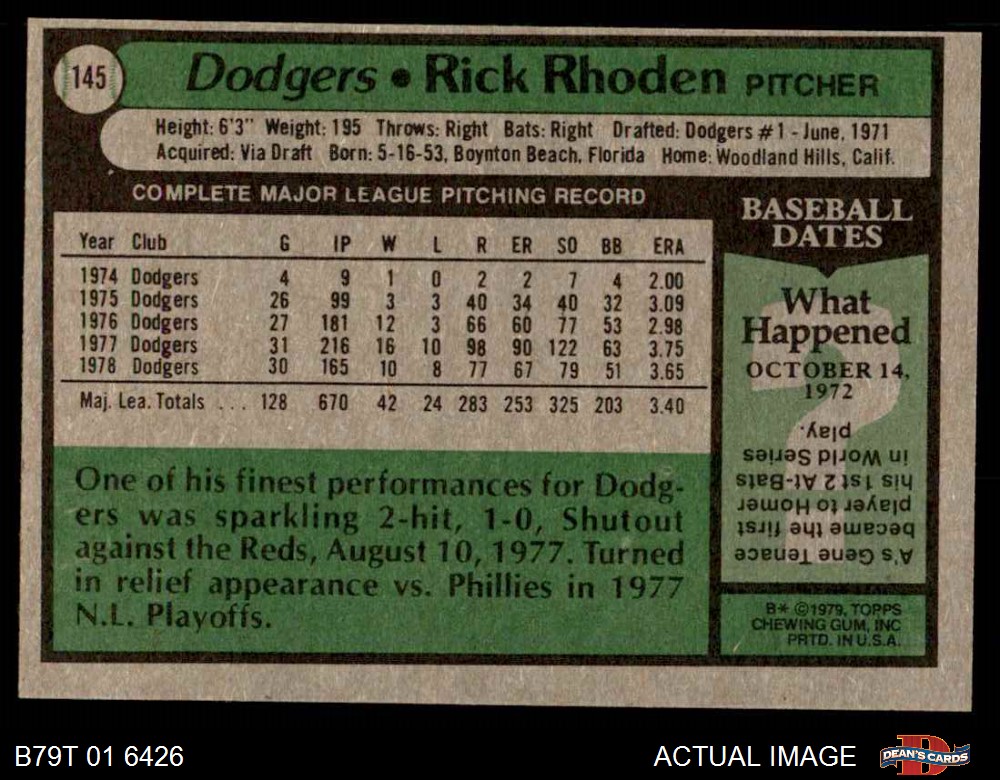 145
Dodgers • Rick Rhoden PITCHER
Height: 6'3" Weight: 195 Throws: Right Bats: Right Drafted: Dodgers #1 - June, 1971
Acquired: Via Draft Born: 5-16-53, Boynton Beach, Florida Home: Woodland Hills, Calif.
COMPLETE MAJOR LEAGUE PITCHING RECORD
Year Club G IP W L R ER SO BB ERA
1974 Dodgers 4 9 1 0 2 2 7 4 2.00
1975 Dodgers 26 99 3 3 40 34 40 32 3.09
1976 Dodgers 27 181 12 3 66 60 77 53 2.98
1977 Dodgers 31 216 16 10 98 90 122 63 3.75
1978 Dodgers 30 165 10 8 77 67 79 51 3.65
Maj. Lea. Totals ... 128 670 42 24 283 253 325 203 3.40
One of his finest performances for Dodg-
ers was sparkling 2-hit, 1-0, Shutout
against the Reds, August 10, 1977. Turned
in relief appearance vs. Phillies in 1977
N.L. Playoffs.
BASEBALL
DATES
What
Happened
OCTOBER 14,
1972
A's Gene Tenace
became the first
player to Homer
his 1st 2 At-Bats
in World Series
play.
B* ©1979, TOPPS
CHEWING GUM, INC
PRTD. IN U.S.A.
B79T 01 6426
ACTUAL IMAGE
D
DEAN'S CARDS